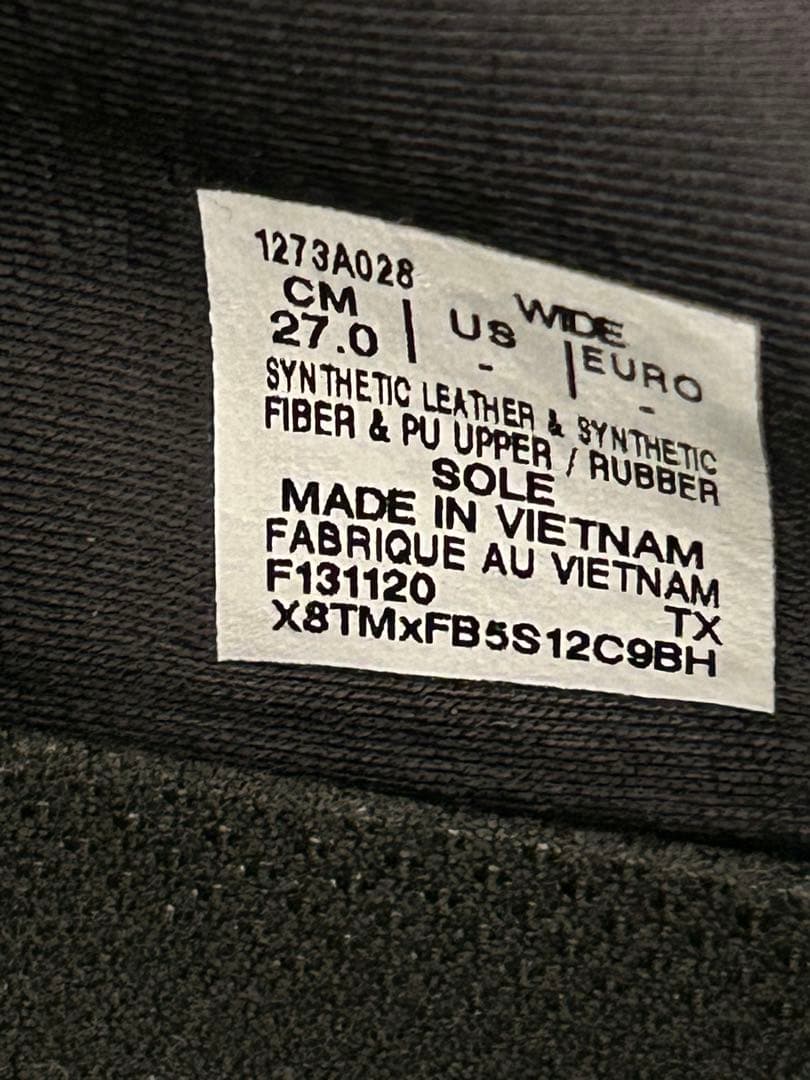 1273A028 WIDE
CM | US | EURO
27.0 - -
SYNTHETIC LEATHER & SYNTHETIC
FIBER & PU UPPER / RUBBER
SOLE
MADE IN VIETNAM
FABRIQUE AU VIETNAM
F131120 TX
X8TMxFB5S12C9BH